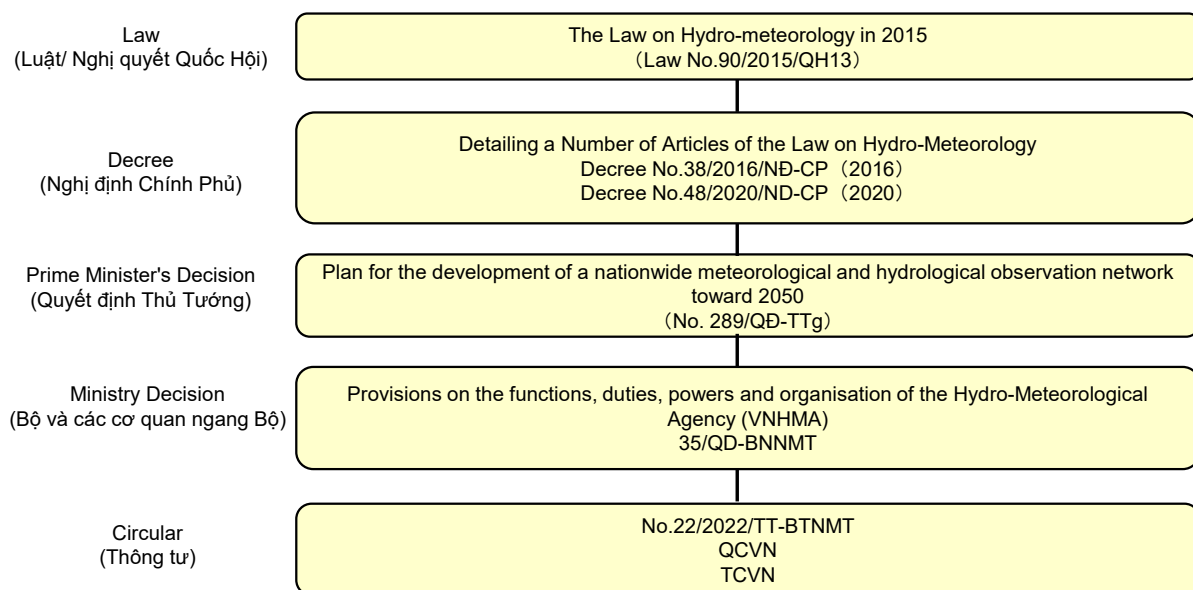 Law
(Luật/ Nghị quyết Quốc Hội)
The Law on Hydro-meteorology in 2015
（Law No.90/2015/QH13）
Decree
(Nghị định Chính Phủ)
Detailing a Number of Articles of the Law on Hydro-Meteorology
Decree No.38/2016/NĐ-CP（2016）
Decree No.48/2020/ND-CP（2020）
Prime Minister's Decision
(Quyết định Thủ Tướng)
Plan for the development of a nationwide meteorological and hydrological observation network
toward 2050
（No. 289/QĐ-TTg）
Ministry Decision
(Bộ và các cơ quan ngang Bộ)
Provisions on the functions, duties, powers and organisation of the Hydro-Meteorological
Agency (VNHMA)
35/QD-BNNMT
Circular
(Thông tư)
No.22/2022/TT-BTNMT
QCVN
TCVN